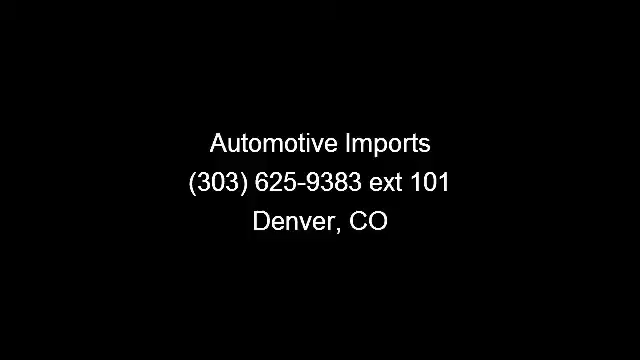 Automotive Imports
(303) 625-9383 ext 101
Denver, CO